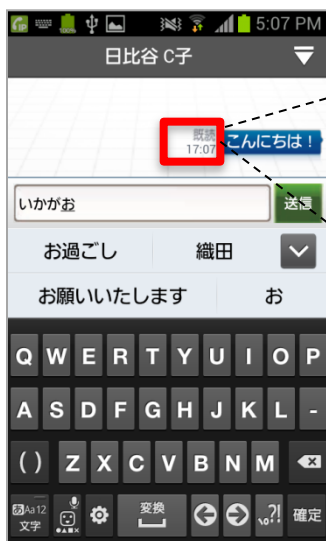 5:07 PM
日比谷 C子
既読
17:07
こんにちは！
いかがお
送信
お過ごし 織田
お願いいたします お
Q W E R T Y U I O P
A S D F G H J K L -
( ) Z X C V B N M
あAa12 変換 、。?!
文字 確定